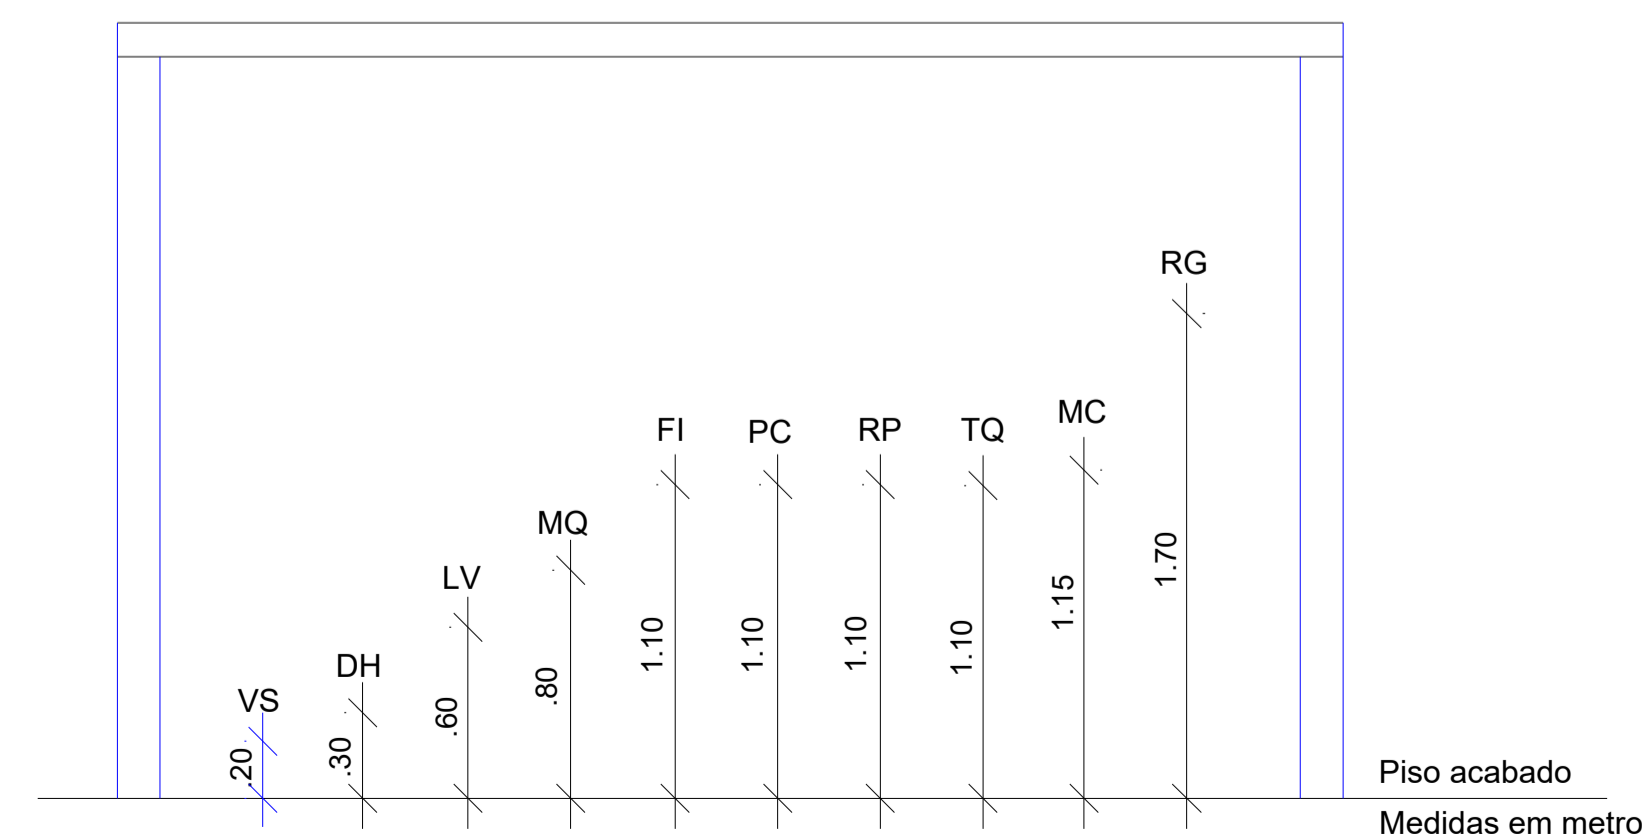 RG
MC
FI
PC
RP
TQ
MQ
LV
DH
VS
.20
.30
.60
.80
1.10
1.10
1.10
1.10
1.15
1.70
Piso acabado
Medidas em metro